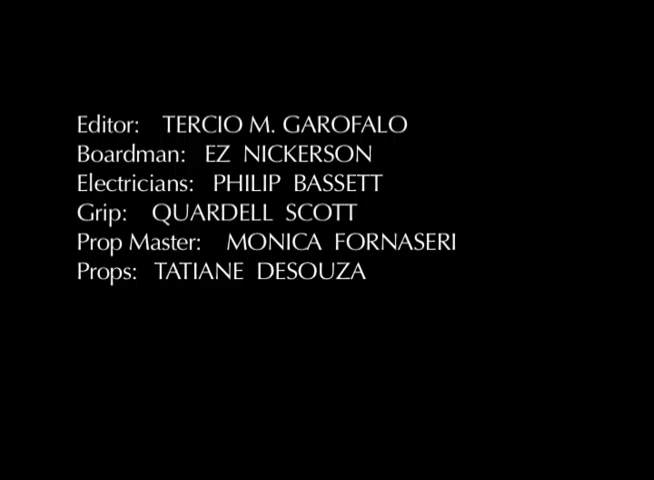 Editor: TERCIO M. GAROFALO
Boardman: EZ NICKERSON
Electricians: PHILIP BASSETT
Grip: QUARDELL SCOTT
Prop Master: MONICA FORNASERI
Props: TATIANE DESOUZA